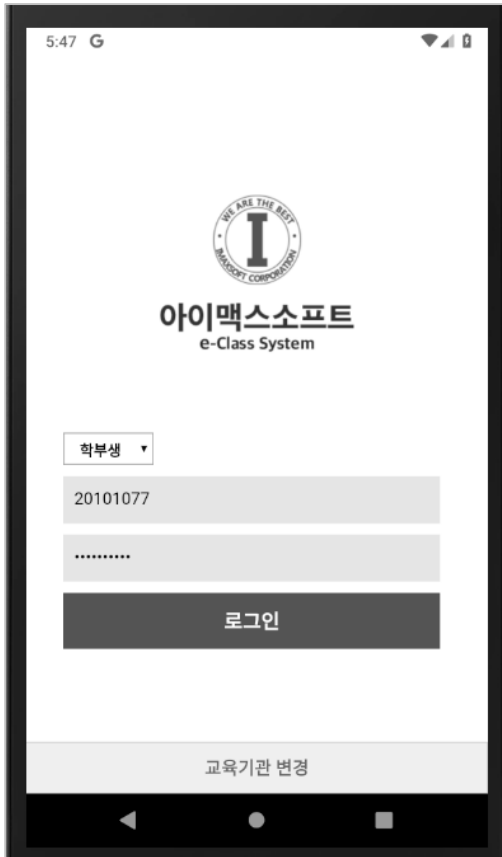 5:47 G
WE ARE THE BEST
I
IMAXSOFT CORPORATION
아이맥스소프트
e-Class System
학부생 ▼
20101077
••••••••••
로그인
교육기관 변경